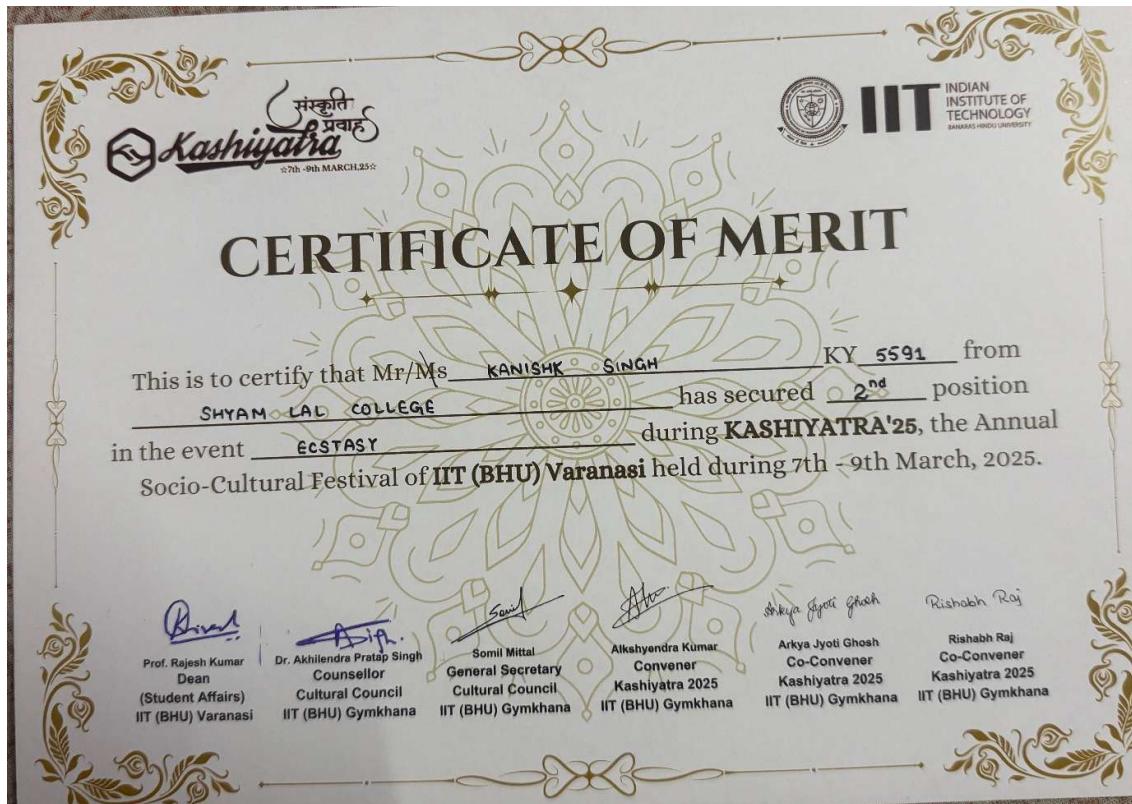 संस्कृति
प्रवाह
Kashiyatra
☆7th -9th MARCH,25☆
IIT INDIAN
INSTITUTE OF
TECHNOLOGY
BANARAS HINDU UNIVERSITY
CERTIFICATE OF MERIT
This is to certify that Mr/Ms KANISHK SINGH KY 5591 from
SHYAM LAL COLLEGE has secured 2nd position
in the event ECSTASY during KASHIYATRA'25, the Annual
Socio-Cultural Festival of IIT (BHU) Varanasi held during 7th - 9th March, 2025.
Arkya Jyoti Ghosh
Rishabh Raj
Prof. Rajesh Kumar
Dean
(Student Affairs)
IIT (BHU) Varanasi
Dr. Akhilendra Pratap Singh
Counsellor
Cultural Council
IIT (BHU) Gymkhana
Somil Mittal
General Secretary
Cultural Council
IIT (BHU) Gymkhana
Alkshyendra Kumar
Convener
Kashiyatra 2025
IIT (BHU) Gymkhana
Arkya Jyoti Ghosh
Co-Convener
Kashiyatra 2025
IIT (BHU) Gymkhana
Rishabh Raj
Co-Convener
Kashiyatra 2025
IIT (BHU) Gymkhana